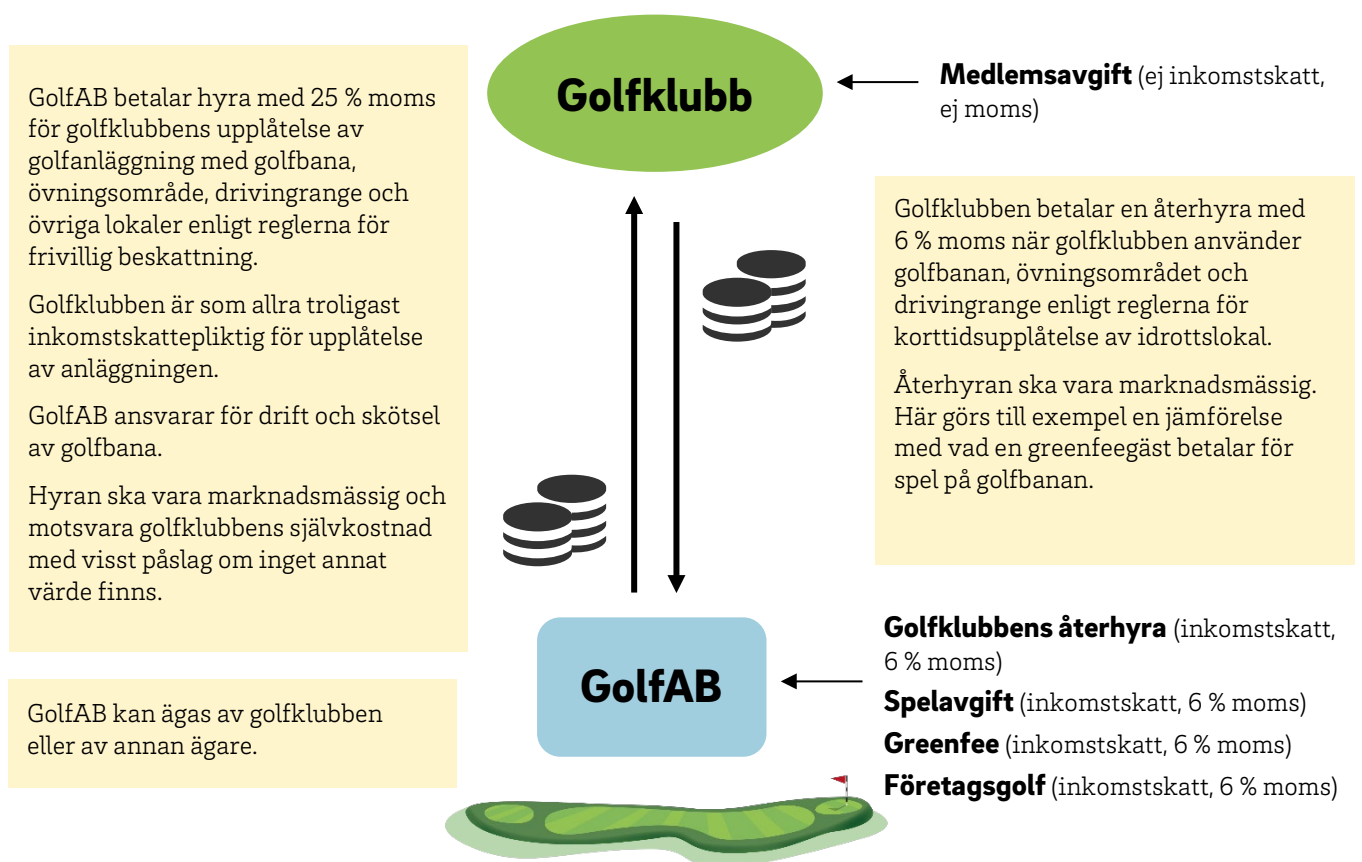 Golfklubb
Medlemsavgift (ej inkomstskatt,
ej moms)
GolfAB betalar hyra med 25 % moms
för golfklubbens upplåtelse av
golfanläggning med golfbana,
övningsområde, drivingrange och
övriga lokaler enligt reglerna för
frivillig beskattning.
Golfklubben är som allra troligast
inkomstskattepliktig för upplåtelse
av anläggningen.
GolfAB ansvarar för drift och skötsel
av golfbana.
Hyran ska vara marknadsmässig och
motsvara golfklubbens självkostnad
med visst påslag om inget annat
värde finns.
Golfklubben betalar en återhyra med
6 % moms när golfklubben använder
golfbanan, övningsområdet och
drivingrange enligt reglerna för
korttidsupplåtelse av idrottslokal.
Återhyran ska vara marknadsmässig.
Här görs till exempel en jämförelse
med vad en greenfeegäst betalar för
spel på golfbanan.
GolfAB kan ägas av golfklubben
eller av annan ägare.
GolfAB
Golfklubbens återhyra (inkomstskatt,
6 % moms)
Spelavgift (inkomstskatt, 6 % moms)
Greenfee (inkomstskatt, 6 % moms)
Företagsgolf (inkomstskatt, 6 % moms)